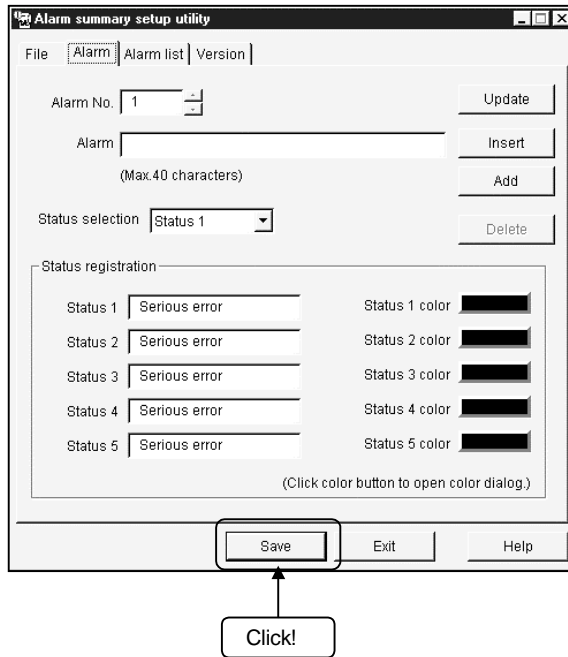 Alarm summary setup utility
File Alarm Alarm list Version
Alarm No. 1 Update
Alarm Insert
(Max.40 characters) Add
Status selection Status 1 Delete
Status registration
Status 1 Serious error Status 1 color
Status 2 Serious error Status 2 color
Status 3 Serious error Status 3 color
Status 4 Serious error Status 4 color
Status 5 Serious error Status 5 color
(Click color button to open color dialog.)
Save Exit Help
Click!